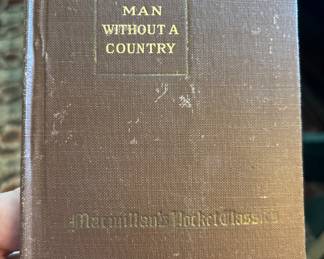 MAN
WITHOUT A
COUNTRY
Macmillan's Pocket Classics